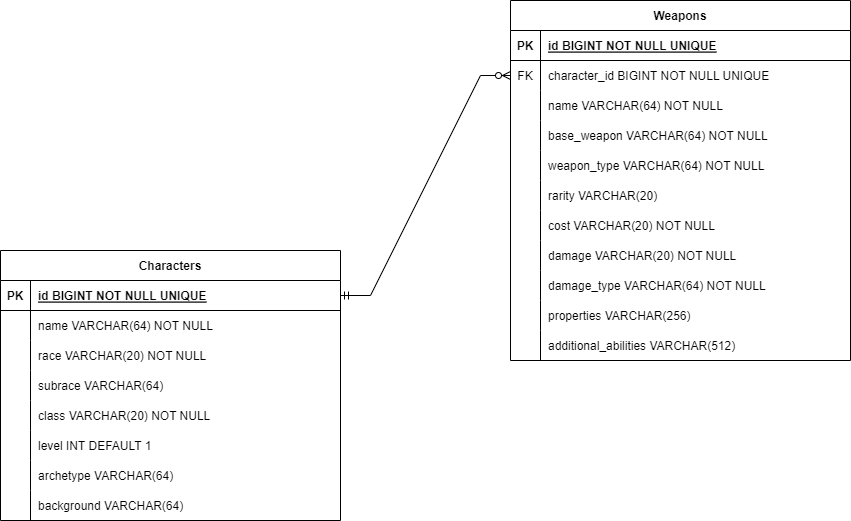 Weapons
PK id BIGINT NOT NULL UNIQUE
FK character_id BIGINT NOT NULL UNIQUE
name VARCHAR(64) NOT NULL
base_weapon VARCHAR(64) NOT NULL
weapon_type VARCHAR(64) NOT NULL
rarity VARCHAR(20)
cost VARCHAR(20) NOT NULL
damage VARCHAR(20) NOT NULL
damage_type VARCHAR(64) NOT NULL
properties VARCHAR(256)
additional_abilities VARCHAR(512)
Characters
PK id BIGINT NOT NULL UNIQUE
name VARCHAR(64) NOT NULL
race VARCHAR(20) NOT NULL
subrace VARCHAR(64)
class VARCHAR(20) NOT NULL
level INT DEFAULT 1
archetype VARCHAR(64)
background VARCHAR(64)